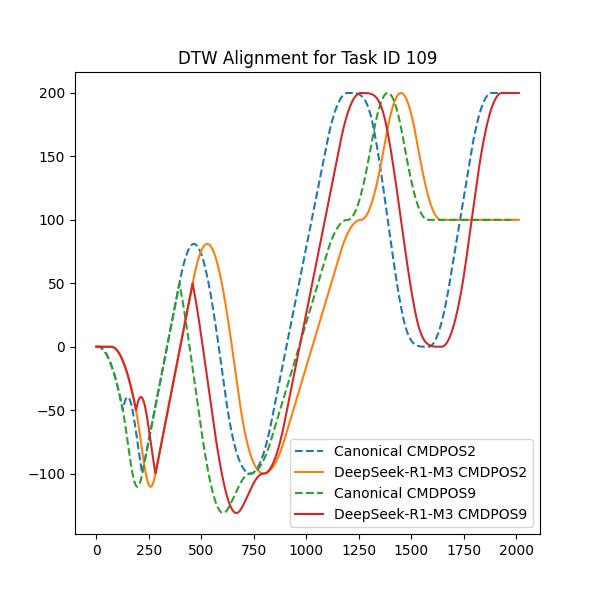 DTW Alignment for Task ID 109
200
150
100
50
0
−50
−100
Canonical CMDPOS2
DeepSeek-R1-M3 CMDPOS2
Canonical CMDPOS9
DeepSeek-R1-M3 CMDPOS9
0 250 500 750 1000 1250 1500 1750 2000